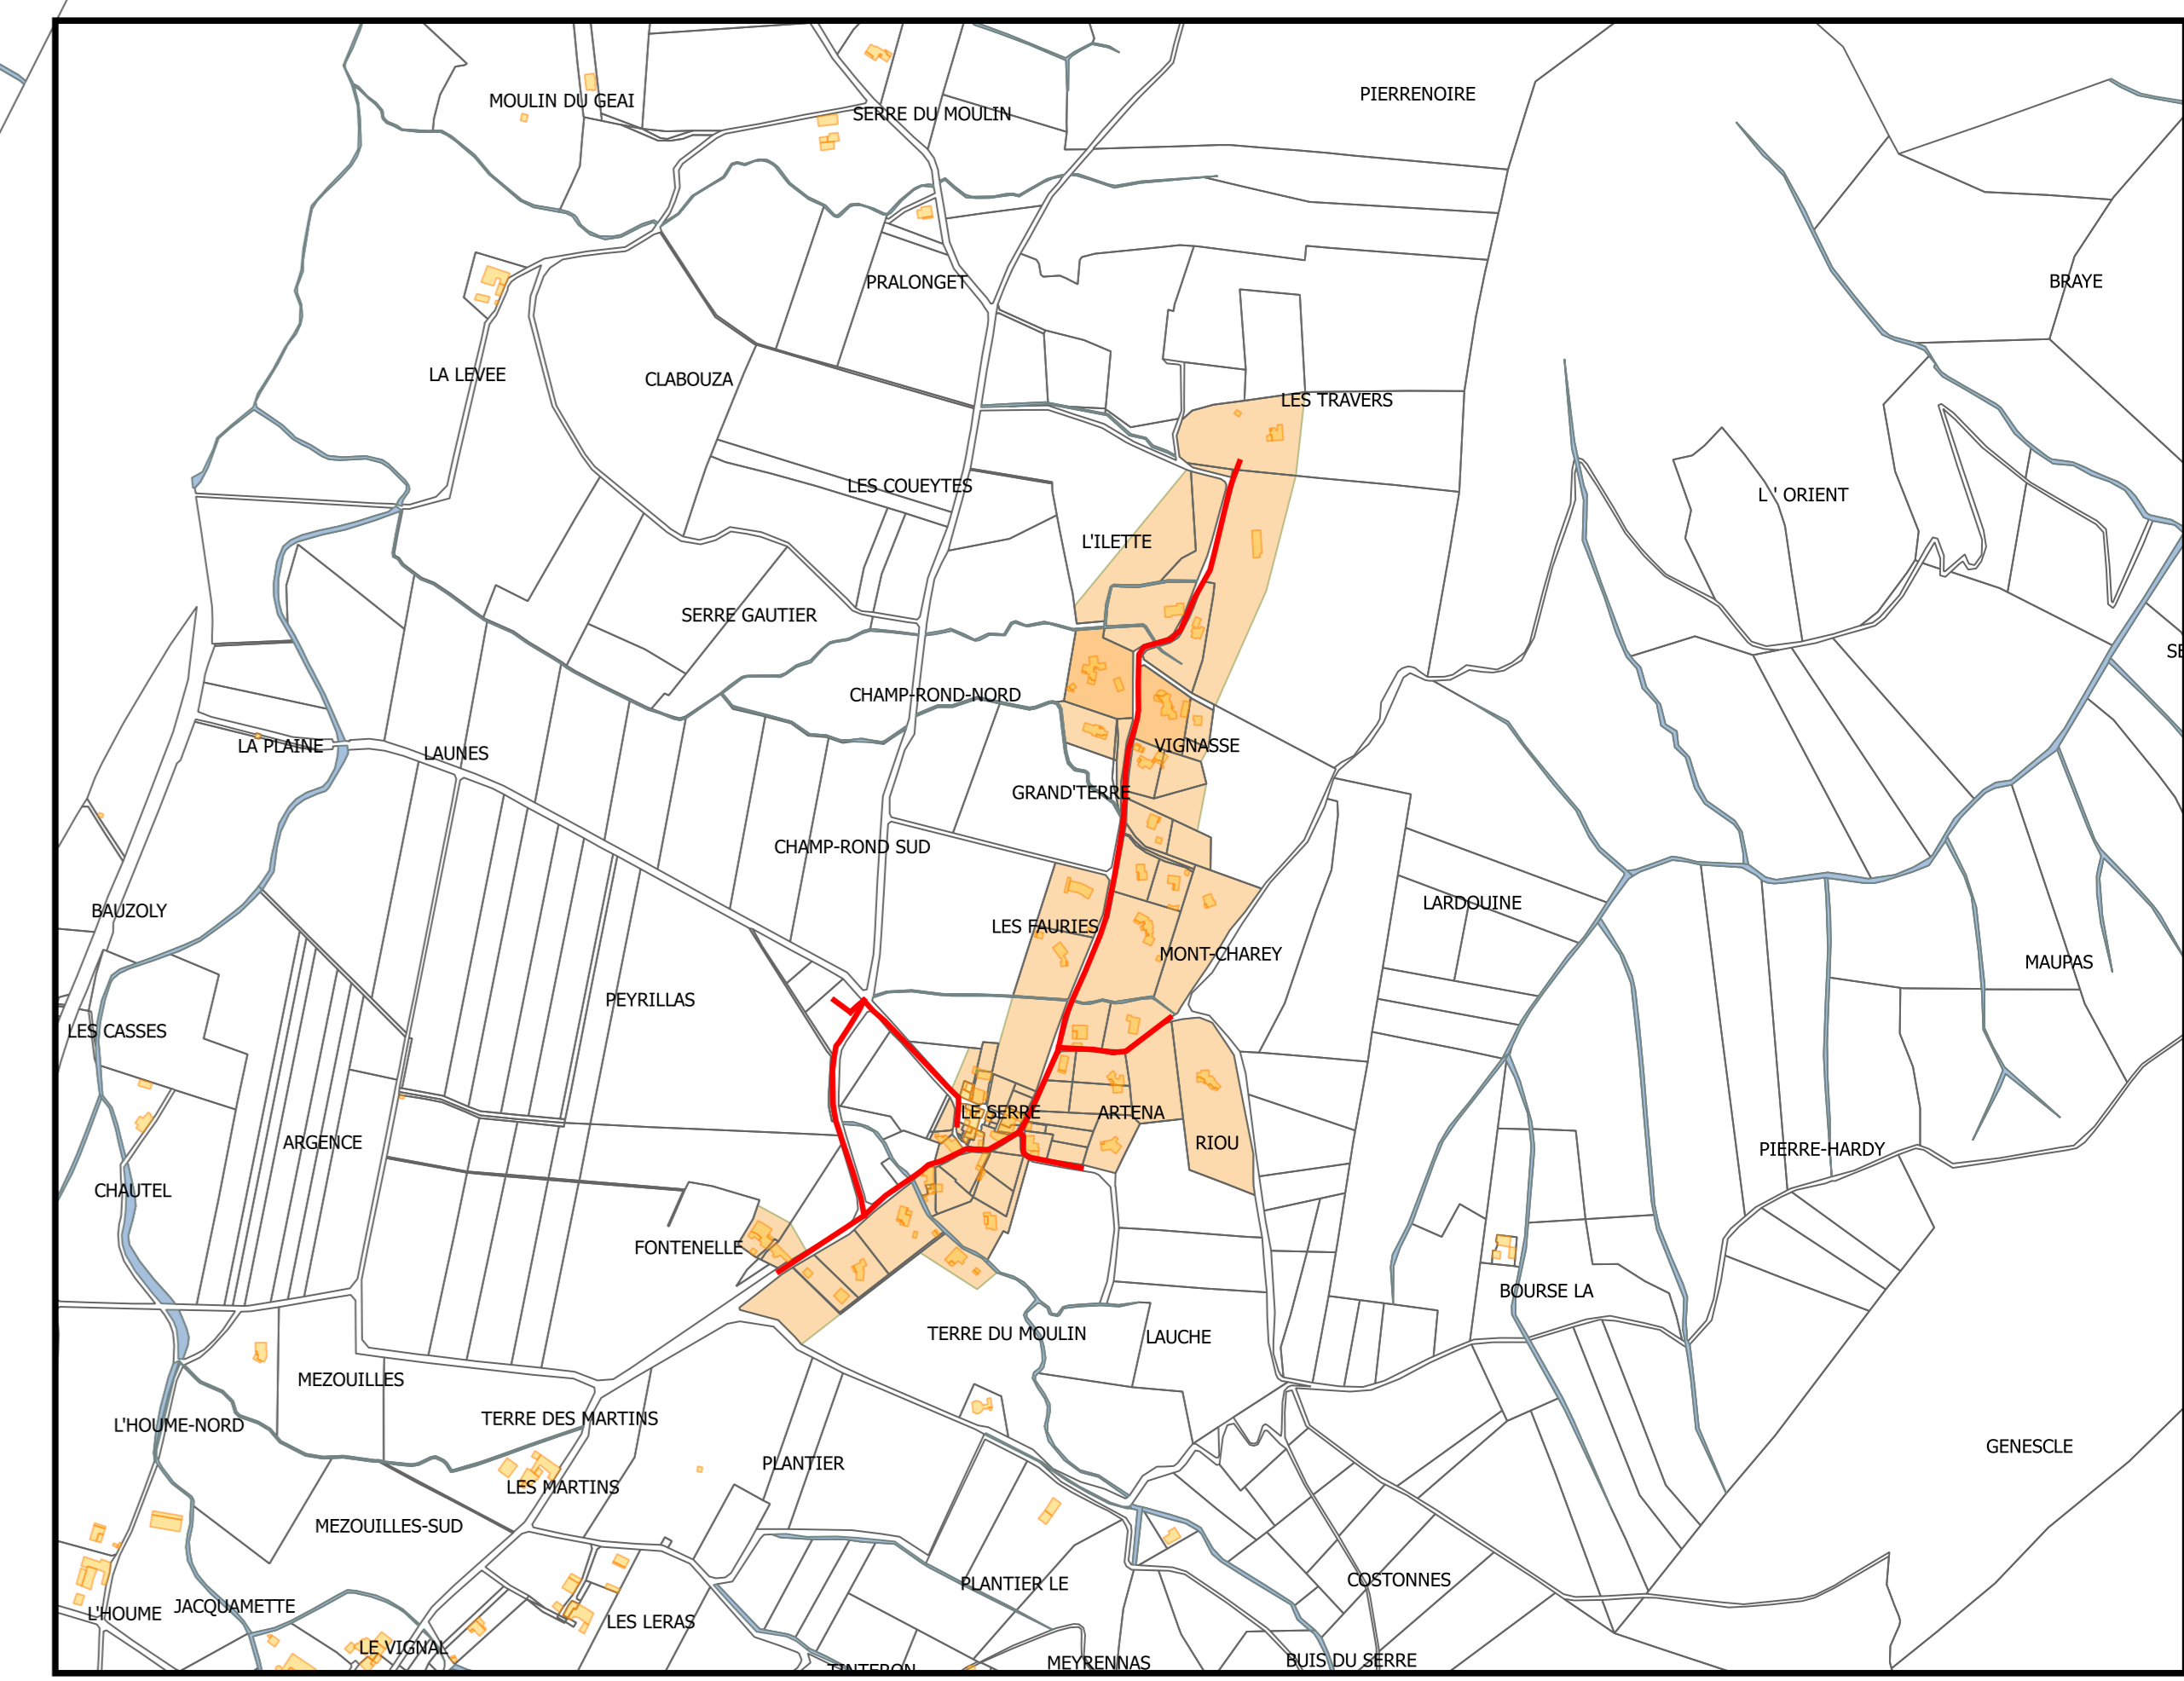 PIERRENOIRE
MOULIN DU GEAI
SERRE DU MOULIN
BRAYE
PRALONGET
LA LEVEE
CLABOUZA
LES TRAVERS
LES COUEYTES
L ' ORIENT
L'ILETTE
SERRE GAUTIER
SE
CHAMP-ROND-NORD
LA PLAINE
LAUNES
VIGNASSE
GRAND'TERRE
CHAMP-ROND SUD
LARDOUINE
BAUZOLY
LES FAURIES
MONT-CHAREY
MAUPAS
PEYRILLAS
LES CASSES
LE SERRE
ARTENA
ARGENCE
RIOU
PIERRE-HARDY
CHAUTEL
FONTENELLE
BOURSE LA
TERRE DU MOULIN
LAUCHE
MEZOUILLES
TERRE DES MARTINS
L'HOUME-NORD
GENESCLE
PLANTIER
LES MARTINS
MEZOUILLES-SUD
COSTONNES
PLANTIER LE
JACQUAMETTE
L'HOUME
LES LERAS
LE VIGNAL
BUIS DU SERRE
MEYRENNAS
TINTERON